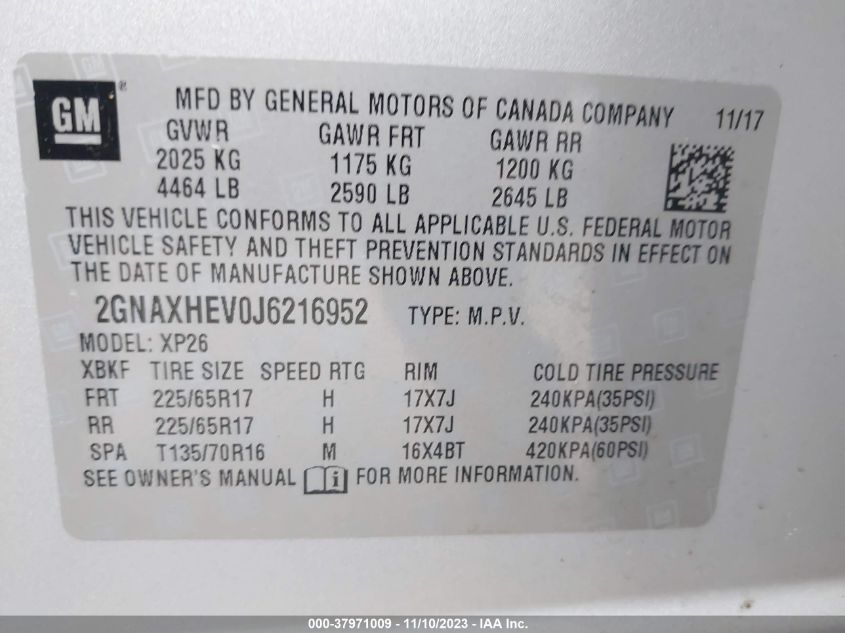 GM ®
MFD BY GENERAL MOTORS OF CANADA COMPANY 11/17
GVWR GAWR FRT GAWR RR
2025 KG 1175 KG 1200 KG
4464 LB 2590 LB 2645 LB
THIS VEHICLE CONFORMS TO ALL APPLICABLE U.S. FEDERAL MOTOR
VEHICLE SAFETY AND THEFT PREVENTION STANDARDS IN EFFECT ON
THE DATE OF MANUFACTURE SHOWN ABOVE.
2GNAXHEV0J6216952 TYPE: M.P.V.
MODEL: XP26
XBKF TIRE SIZE SPEED RTG RIM COLD TIRE PRESSURE
FRT 225/65R17 H 17X7J 240KPA(35PSI)
RR 225/65R17 H 17X7J 240KPA(35PSI)
SPA T135/70R16 M 16X4BT 420KPA(60PSI)
SEE OWNER'S MANUAL i FOR MORE INFORMATION.
000-37971009 - 11/10/2023 - IAA Inc.